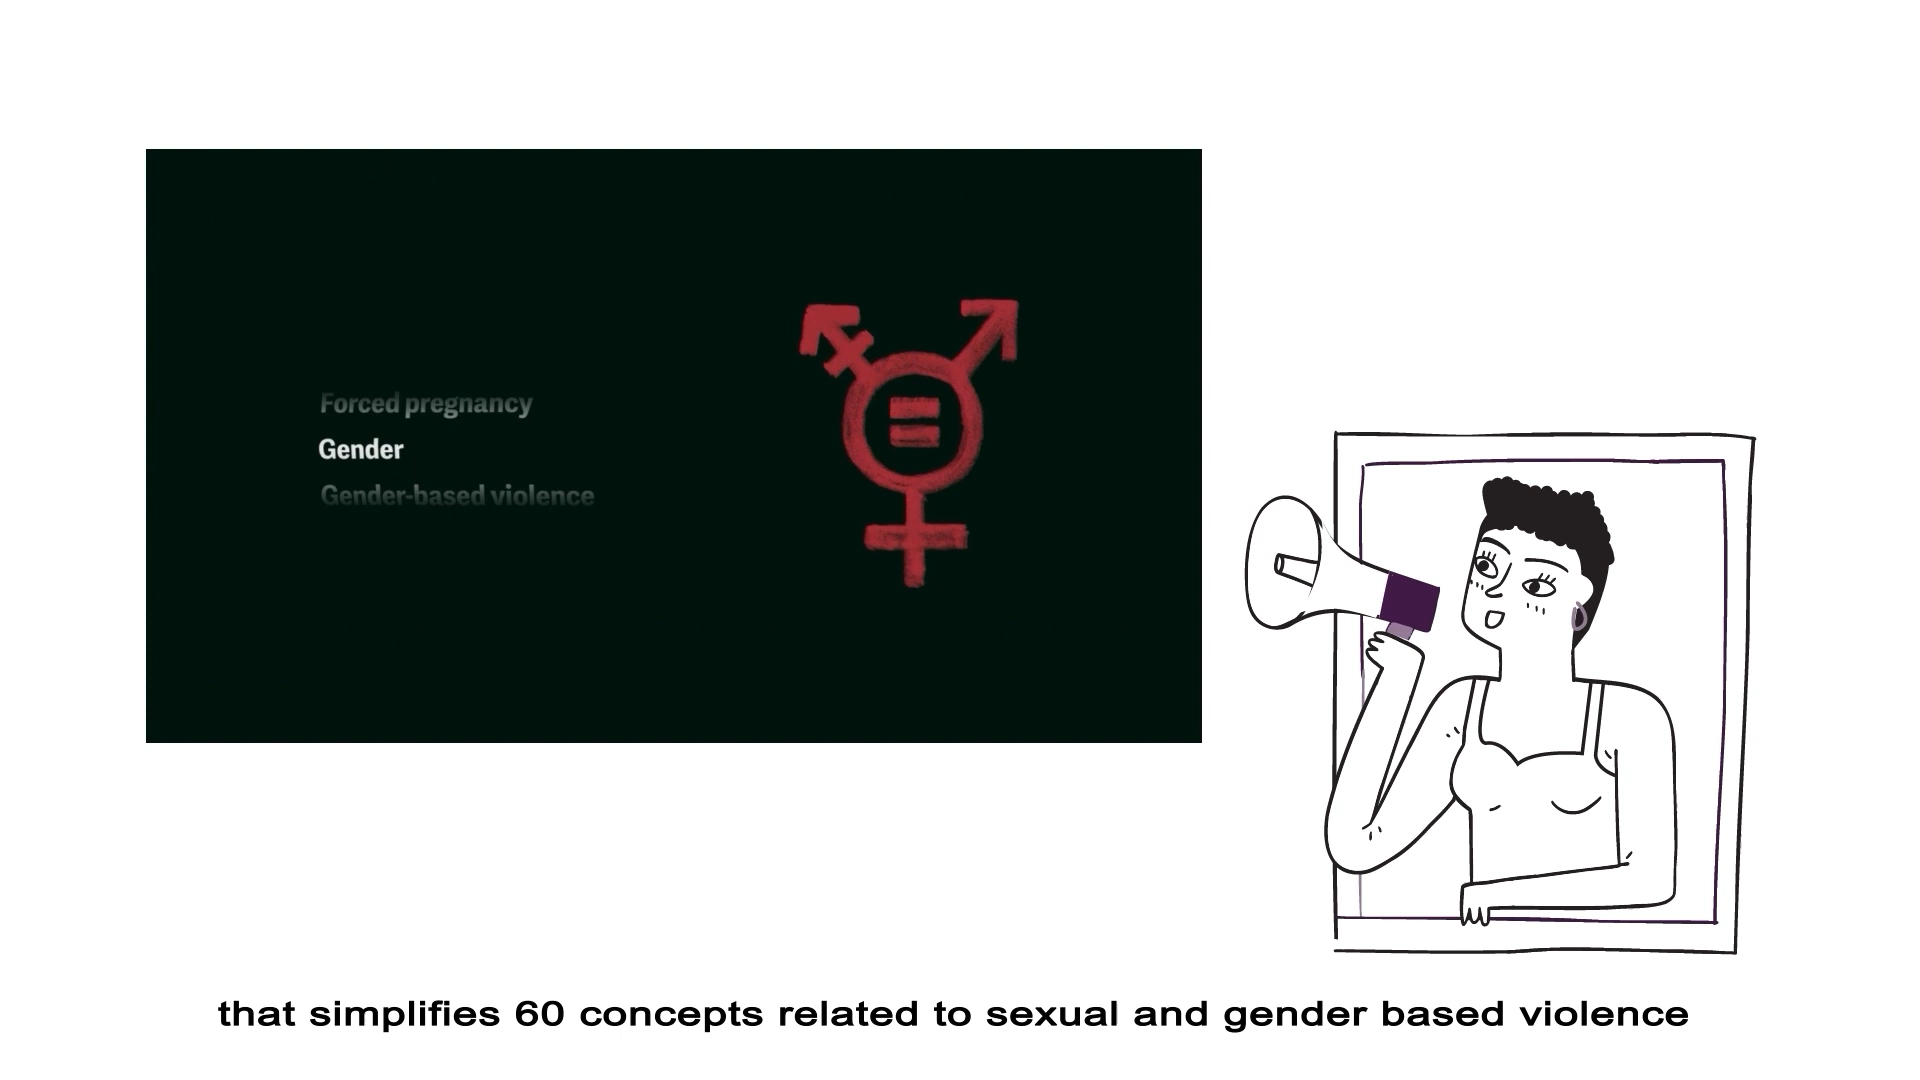 Forced pregnancy
Gender
Gender-based violence
that simplifies 60 concepts related to sexual and gender based violence